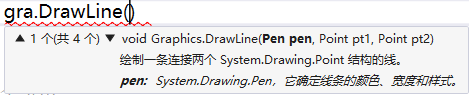 gra.DrawLine()
▲ 1 个(共 4 个) ▼ void Graphics.DrawLine(Pen pen, Point pt1, Point pt2)
绘制一条连接两个 System.Drawing.Point 结构的线。
pen: System.Drawing.Pen，它确定线条的颜色、宽度和样式。